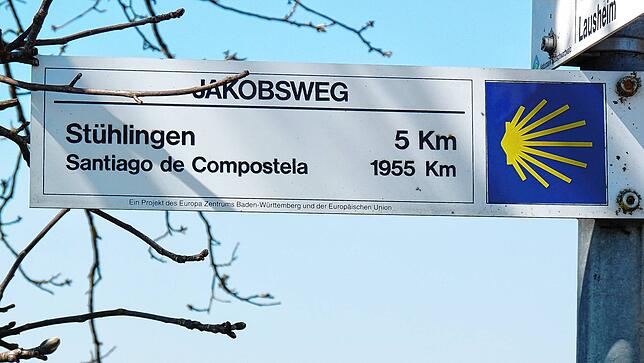 Lausheim
JAKOBSWEG
Stühlingen 5 Km
Santiago de Compostela 1955 Km
Ein Projekt des Europa Zentrums Baden-Württemberg und der Europäischen Union